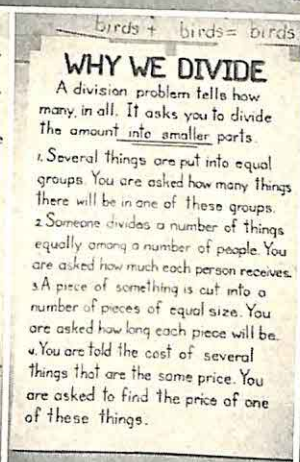 birds + birds = birds
WHY WE DIVIDE
A division problem tells how
many, in all. It asks you to divide
the amount into smaller parts.
1. Several things are put into equal
groups. You are asked how many things
there will be in one of these groups.
2. Someone divides a number of things
equally among a number of people. You
are asked how much each person receives.
3. A piece of something is cut into a
number of pieces of equal size. You
are asked how long each piece will be.
4. You are told the cost of several
things that are the same price. You
are asked to find the price of one
of these things.